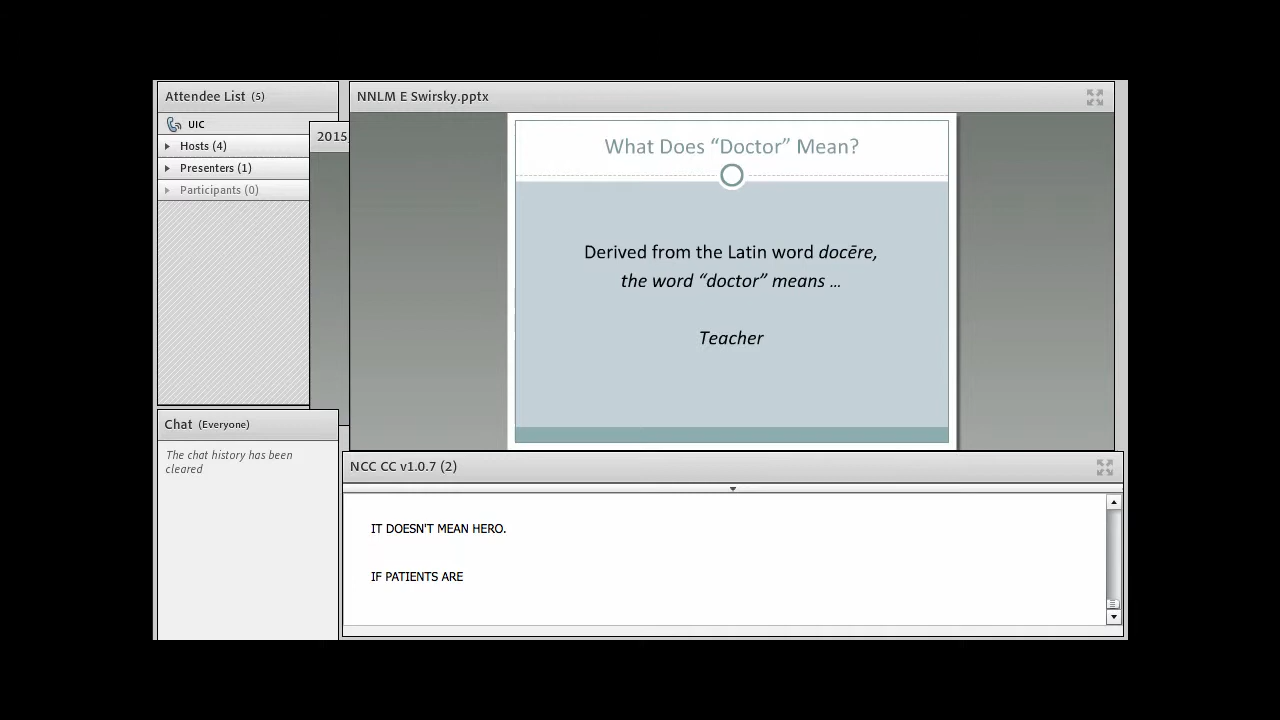 Attendee List (5)
UIC
Hosts (4)
Presenters (1)
Participants (0)
2015
Chat (Everyone)
The chat history has been
cleared
NNLM E Swirsky.pptx
What Does “Doctor” Mean?
Derived from the Latin word docēre,
the word “doctor” means …
Teacher
NCC CC v1.0.7 (2)
IT DOESN'T MEAN HERO.
IF PATIENTS ARE